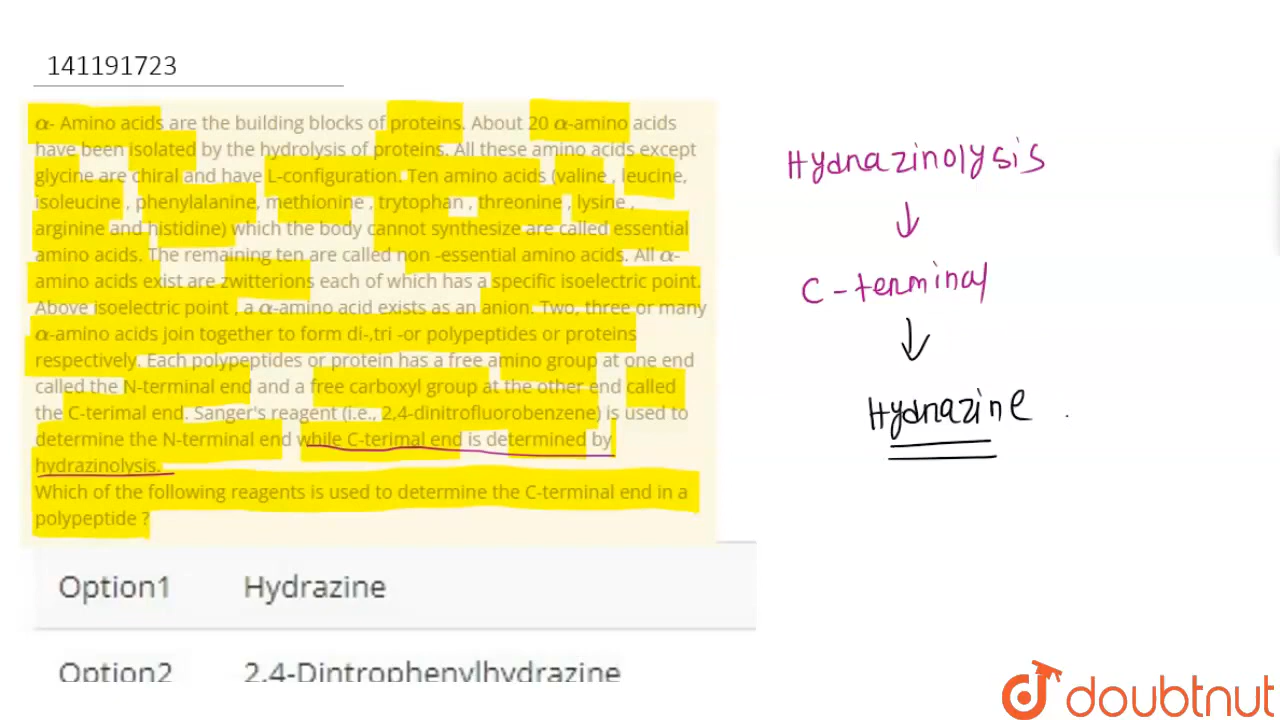 141191723
α- Amino acids are the building blocks of proteins. About 20 α-amino acids
have been isolated by the hydrolysis of proteins. All these amino acids except
glycine are chiral and have L-configuration. Ten amino acids (valine , leucine,
isoleucine , phenylalanine, methionine , trytophan , threonine , lysine ,
arginine and histidine) which the body cannot synthesize are called essential
amino acids. The remaining ten are called non -essential amino acids. All α-
amino acids exist are zwitterions each of which has a specific isoelectric point.
Above isoelectric point , a α-amino acid exists as an anion. Two, three or many
α-amino acids join together to form di-,tri -or polypeptides or proteins
respectively. Each polypeptides or protein has a free amino group at one end
called the N-terminal end and a free carboxyl group at the other end called
the C-terimal end. Sanger's reagent (i.e., 2,4-dinitrofluorobenzene) is used to
determine the N-terminal end while C-terimal end is determined by
hydrazinolysis.
Which of the following reagents is used to determine the C-terminal end in a
polypeptide ?
Option1 Hydrazine
Option2 2,4-Dintrophenylhydrazine
Hydrazinolysis
↓
C-terminal
↓
Hydrazine .
doubtnut